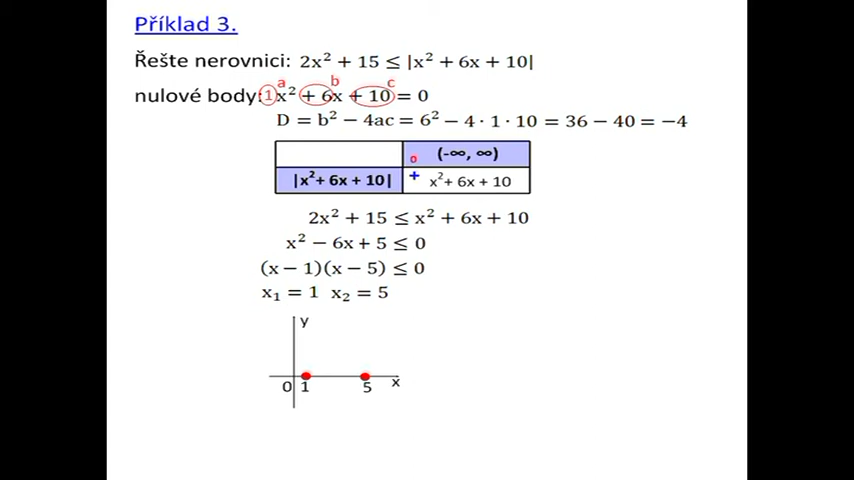 Příklad 3.
Řešte nerovnici: 2x² + 15 ≤ |x² + 6x + 10|
a b c
nulové body: 1x² + 6x + 10 = 0
D = b² − 4ac = 6² − 4 · 1 · 10 = 36 − 40 = −4
0 (-∞, ∞)
|x²+ 6x + 10| + x²+ 6x + 10
2x² + 15 ≤ x² + 6x + 10
x² − 6x + 5 ≤ 0
(x − 1)(x − 5) ≤ 0
x₁ = 1 x₂ = 5
y
0 1 5 x